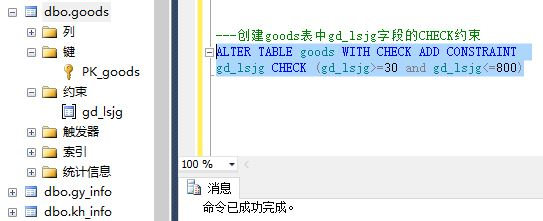 dbo.goods
列
键
PK_goods
约束
gd_lsjg
触发器
索引
统计信息
dbo.gy_info
dbo.kh_info
---创建goods表中gd_lsjg字段的CHECK约束
ALTER TABLE goods WITH CHECK ADD CONSTRAINT
gd_lsjg CHECK (gd_lsjg>=30 and gd_lsjg<=800)
100 %
消息
命令已成功完成。